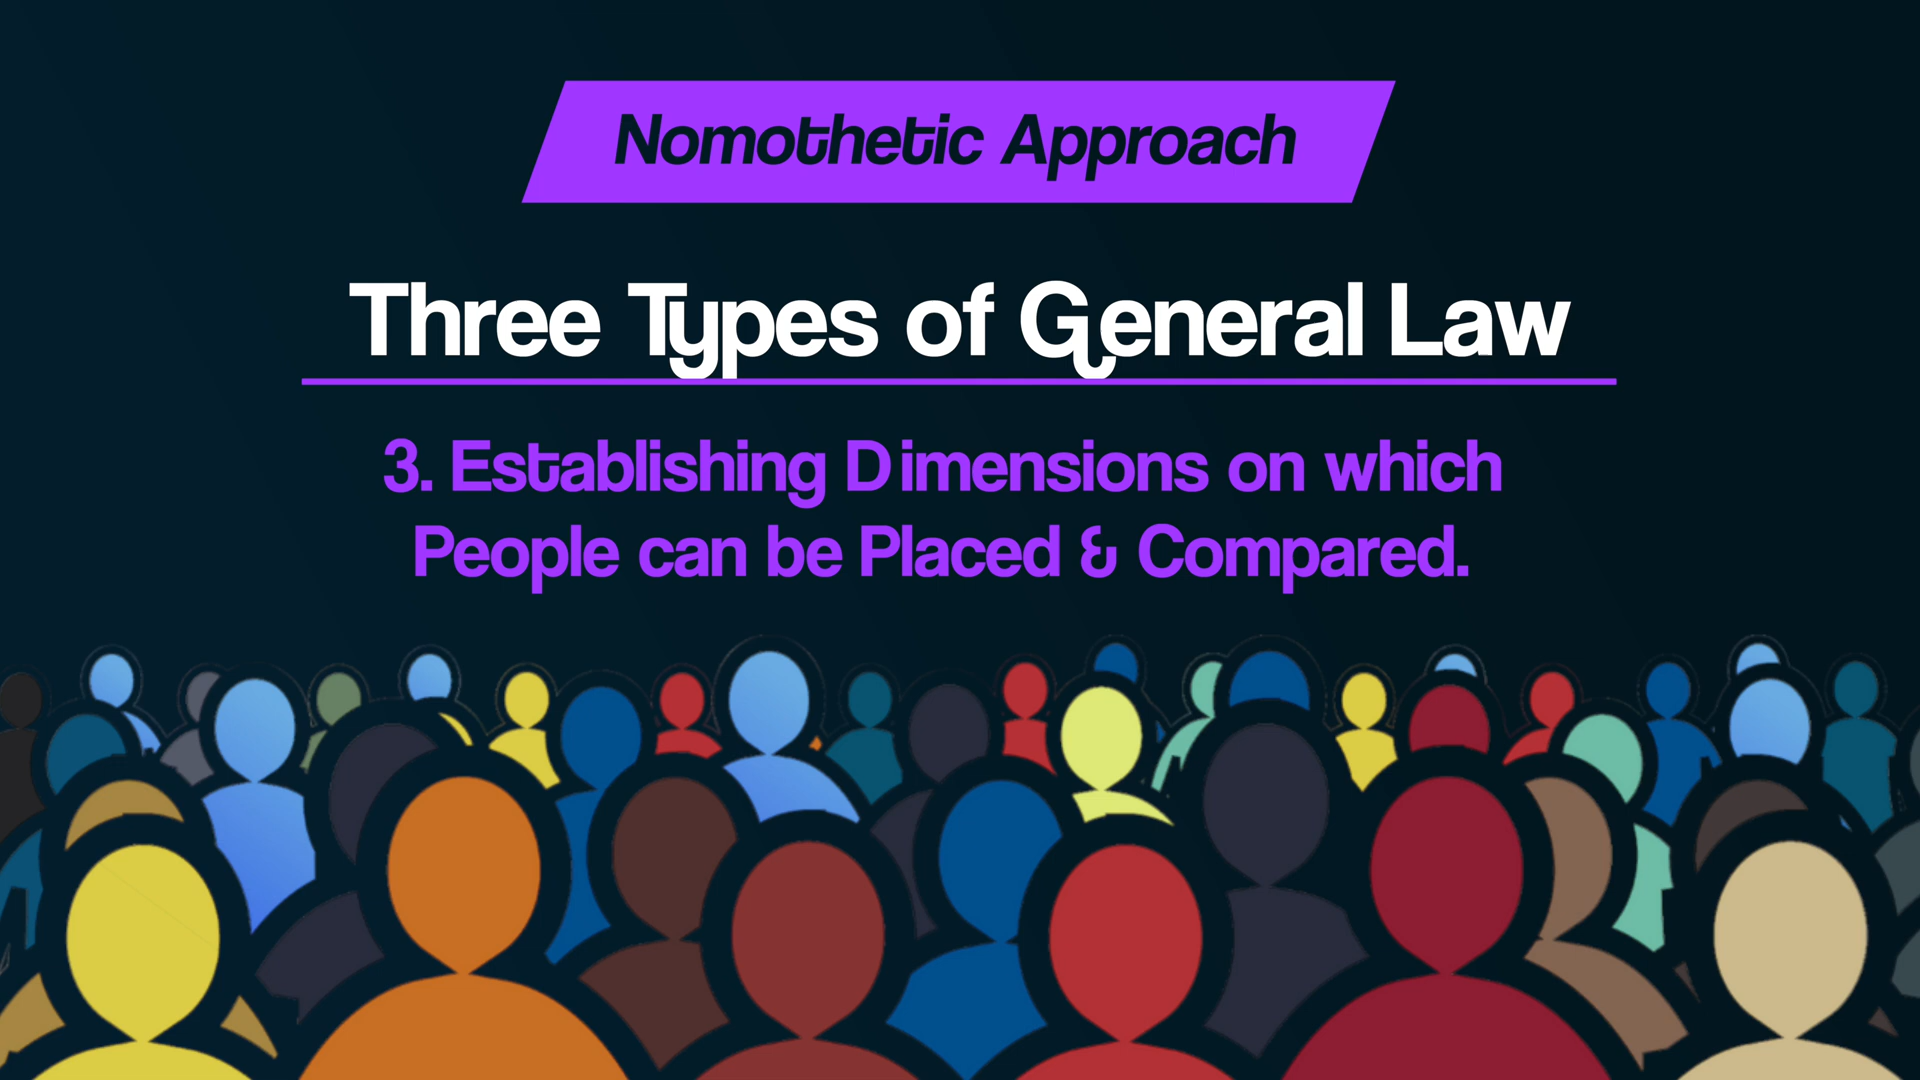 Nomothetic Approach
Three Types of General Law
3. Establishing Dimensions on which
People can be Placed & Compared.